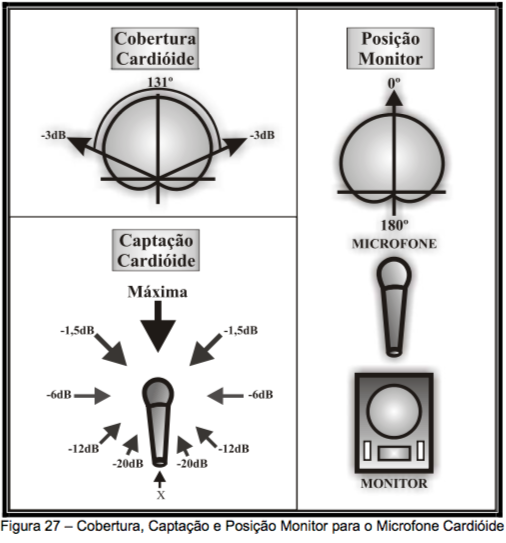 Cobertura
Cardióide
131º
-3dB
-3dB
Posição
Monitor
0º
180º
MICROFONE
MONITOR
Captação
Cardióide
Máxima
-1,5dB
-1,5dB
-6dB
-6dB
-12dB
-12dB
-20dB
-20dB
X
Figura 27 – Cobertura, Captação e Posição Monitor para o Microfone Cardióide